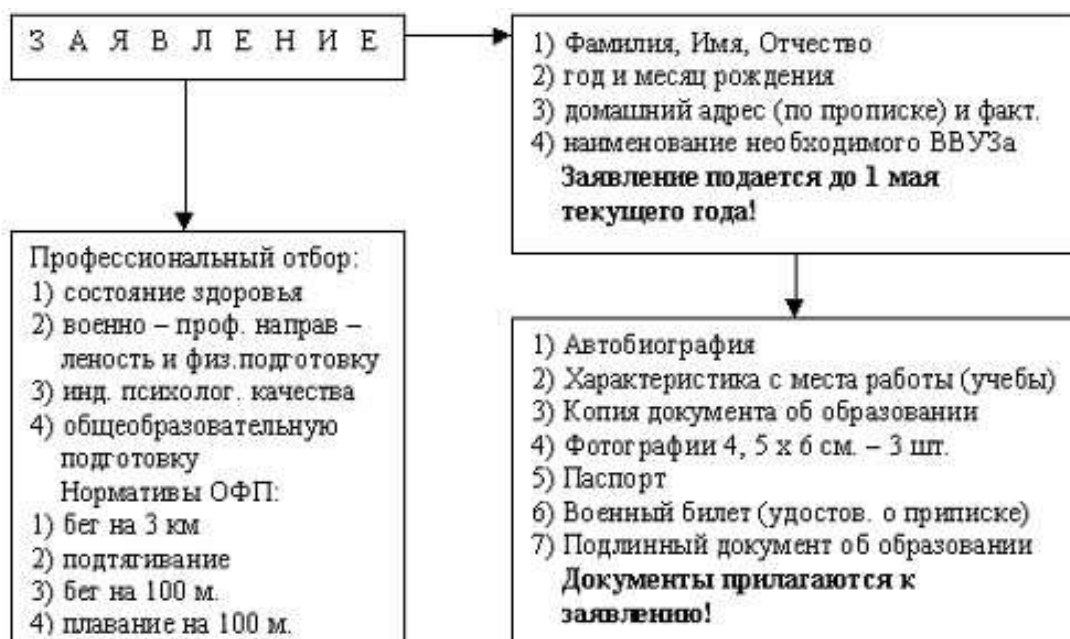 З А Я В Л Е Н И Е
1) Фамилия, Имя, Отчество
2) год и месяц рождения
3) домашний адрес (по прописке) и факт.
4) наименование необходимого ВВУЗа
Заявление подается до 1 мая
текущего года!
Профессиональный отбор:
1) состояние здоровья
2) военно – проф. направ –
леность и физ.подготовку
3) инд. психолог. качества
4) общеобразовательную
подготовку
Нормативы ОФП:
1) бег на 3 км
2) подтягивание
3) бег на 100 м.
4) плавание на 100 м.
1) Автобиография
2) Характеристика с места работы (учебы)
3) Копия документа об образовании
4) Фотографии 4, 5 х 6 см. – 3 шт.
5) Паспорт
6) Военный билет (удостов. о приписке)
7) Подлинный документ об образовании
Документы прилагаются к
заявлению!